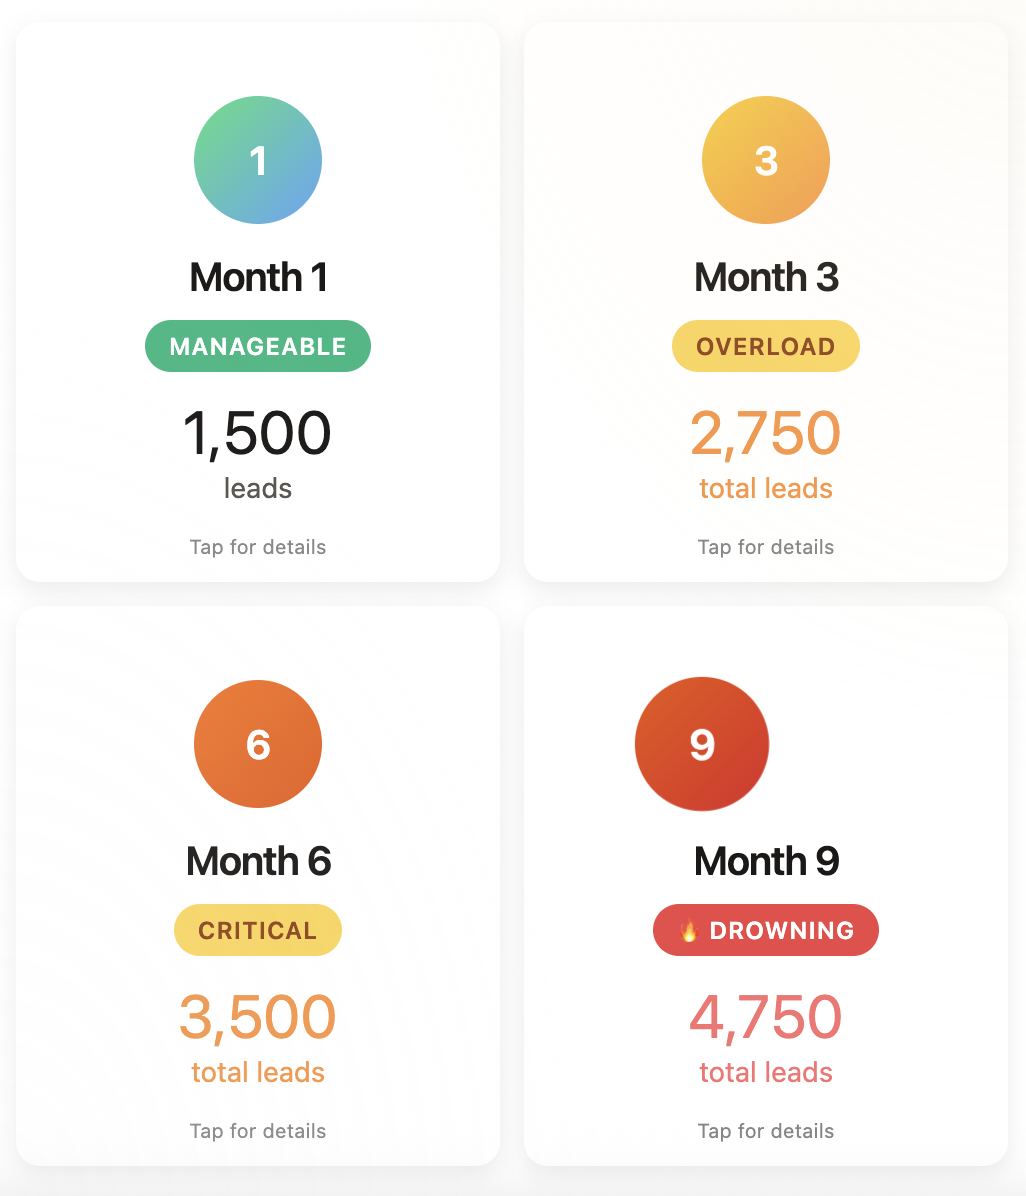 1
Month 1
MANAGEABLE
1,500
leads
Tap for details
3
Month 3
OVERLOAD
2,750
total leads
Tap for details
6
Month 6
CRITICAL
3,500
total leads
Tap for details
9
Month 9
🔥 DROWNING
4,750
total leads
Tap for details